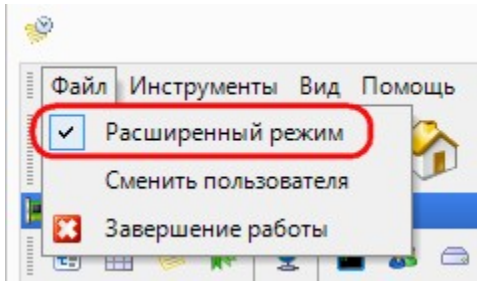 Файл Инструменты Вид Помощь
Расширенный режим
Сменить пользователя
Завершение работы